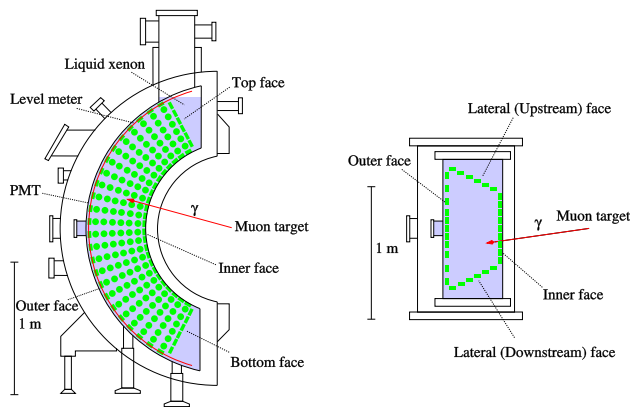 Liquid xenon
Top face
Level meter
PMT
γ
Muon target
Inner face
Outer face
1 m
Bottom face
Lateral (Upstream) face
Outer face
γ
Muon target
1 m
Inner face
Lateral (Downstream) face